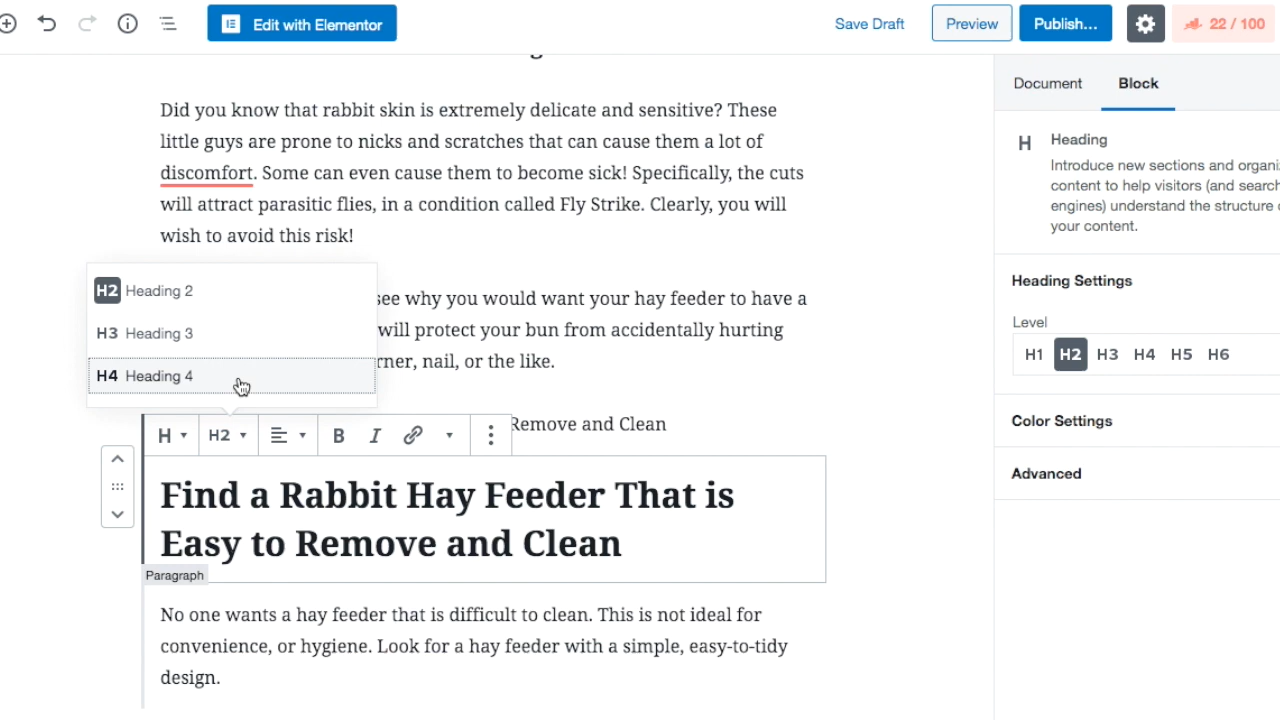 Edit with Elementor
Save Draft
Preview
Publish...
22 / 100
Did you know that rabbit skin is extremely delicate and sensitive? These
little guys are prone to nicks and scratches that can cause them a lot of
discomfort. Some can even cause them to become sick! Specifically, the cuts
will attract parasitic flies, in a condition called Fly Strike. Clearly, you will
wish to avoid this risk!
see why you would want your hay feeder to have a
will protect your bun from accidentally hurting
rner, nail, or the like.
Remove and Clean
H2 Heading 2
H3 Heading 3
H4 Heading 4
H
H2
B
I
Find a Rabbit Hay Feeder That is
Easy to Remove and Clean
Paragraph
No one wants a hay feeder that is difficult to clean. This is not ideal for
convenience, or hygiene. Look for a hay feeder with a simple, easy-to-tidy
design.
Document
Block
H
Heading
Introduce new sections and organiz
content to help visitors (and search
engines) understand the structure o
your content.
Heading Settings
Level
H1 H2 H3 H4 H5 H6
Color Settings
Advanced